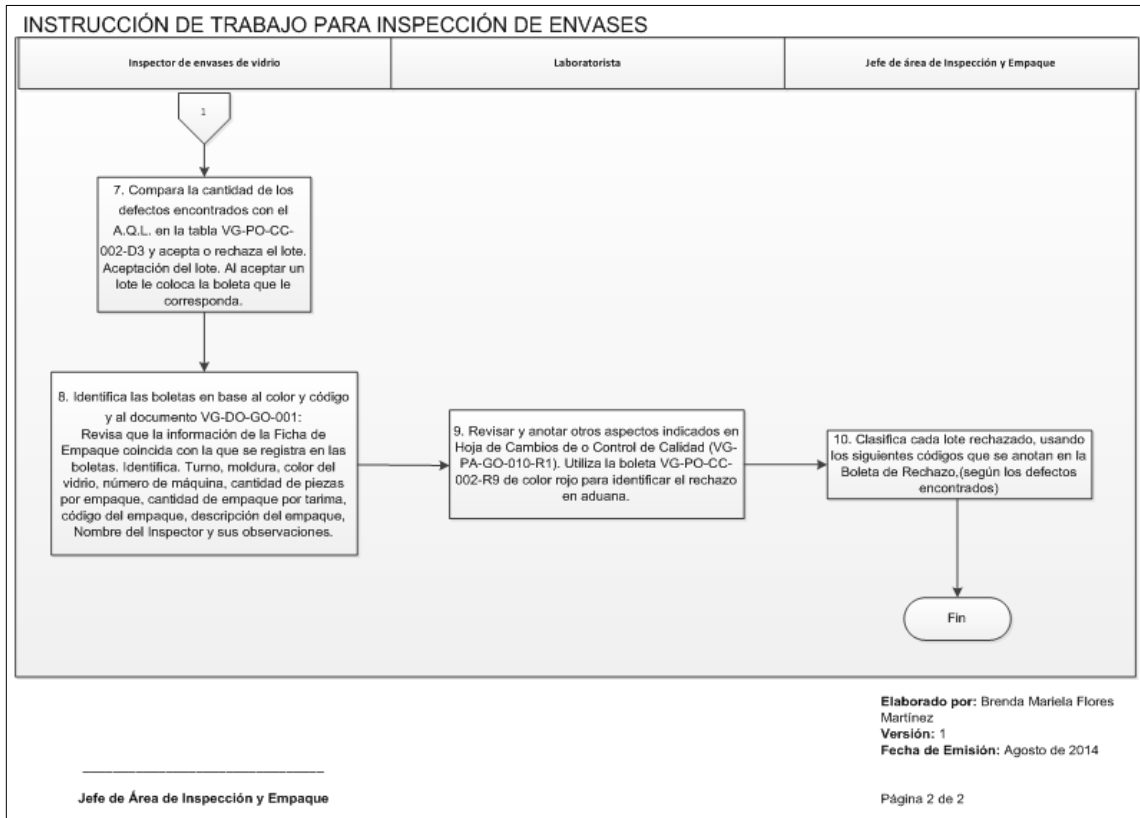 INSTRUCCIÓN DE TRABAJO PARA INSPECCIÓN DE ENVASES
Inspector de envases de vidrio
Laboratorista
Jefe de área de Inspección y Empaque
1
7. Compara la cantidad de los
defectos encontrados con el
A.Q.L. en la tabla VG-PO-CC-
002-D3 y acepta o rechaza el lote.
Aceptación del lote. Al aceptar un
lote le coloca la boleta que le
corresponda.
8. Identifica las boletas en base al color y código
y al documento VG-DO-GO-001:
Revisa que la información de la Ficha de
Empaque coincida con la que se registra en las
boletas. Identifica. Turno, moldura, color del
vidrio, número de máquina, cantidad de piezas
por empaque, cantidad de empaque por tarima,
código del empaque, descripción del empaque,
Nombre del Inspector y sus observaciones.
9. Revisar y anotar otros aspectos indicados en
Hoja de Cambios de o Control de Calidad (VG-
PA-GO-010-R1). Utiliza la boleta VG-PO-CC-
002-R9 de color rojo para identificar el rechazo
en aduana.
10. Clasifica cada lote rechazado, usando
los siguientes códigos que se anotan en la
Boleta de Rechazo,(según los defectos
encontrados)
Fin
Elaborado por: Brenda Mariela Flores
Martínez
Versión: 1
Fecha de Emisión: Agosto de 2014
Jefe de Área de Inspección y Empaque
Página 2 de 2